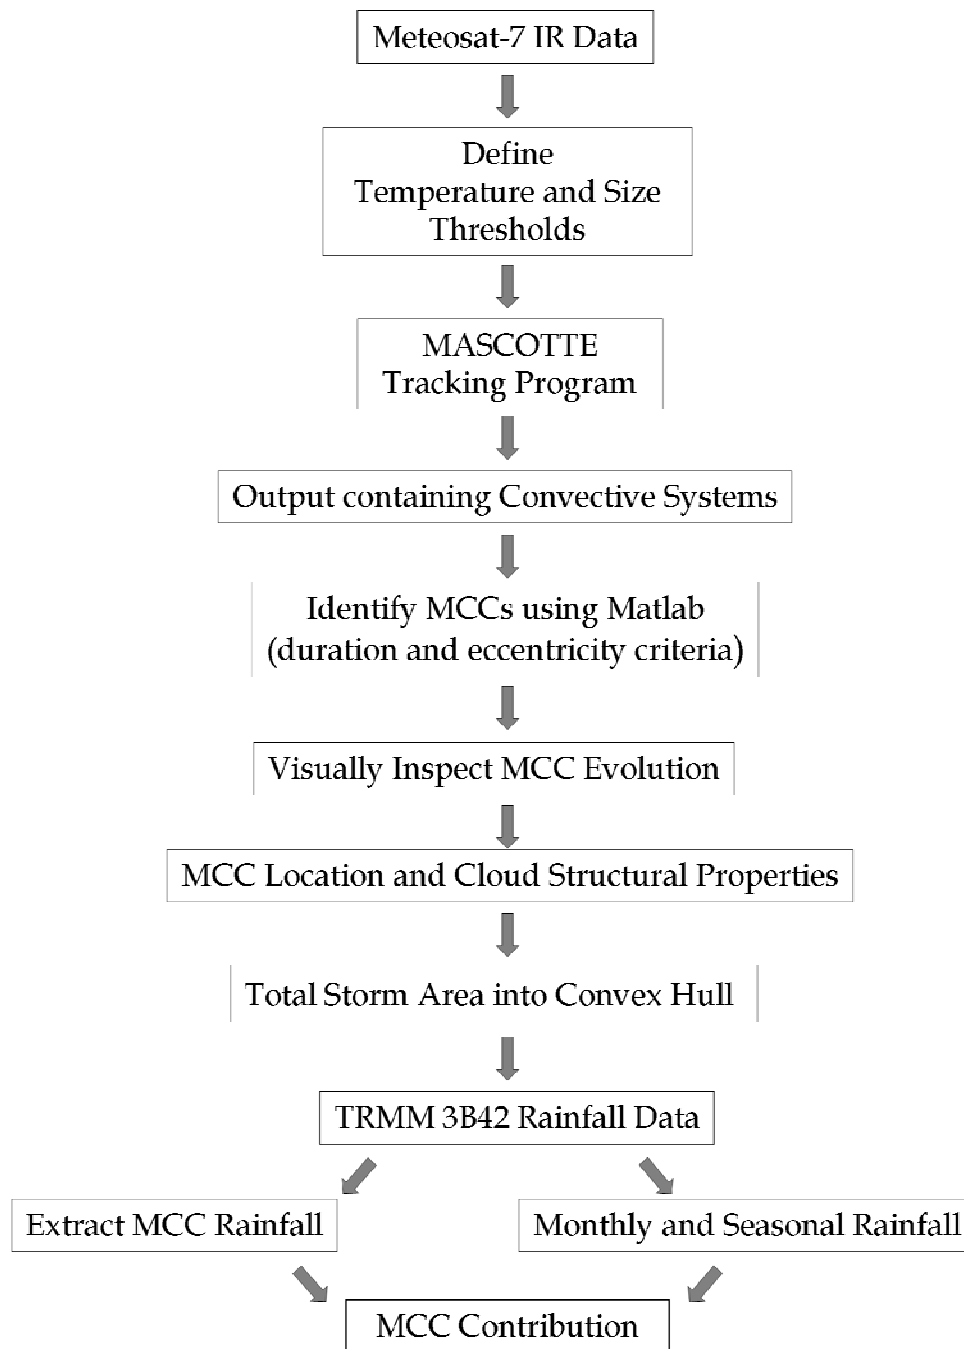 Meteosat-7 IR Data
Define
Temperature and Size
Thresholds
MASCOTTE
Tracking Program
Output containing Convective Systems
Identify MCCs using Matlab
(duration and eccentricity criteria)
Visually Inspect MCC Evolution
MCC Location and Cloud Structural Properties
Total Storm Area into Convex Hull
TRMM 3B42 Rainfall Data
Extract MCC Rainfall
Monthly and Seasonal Rainfall
MCC Contribution